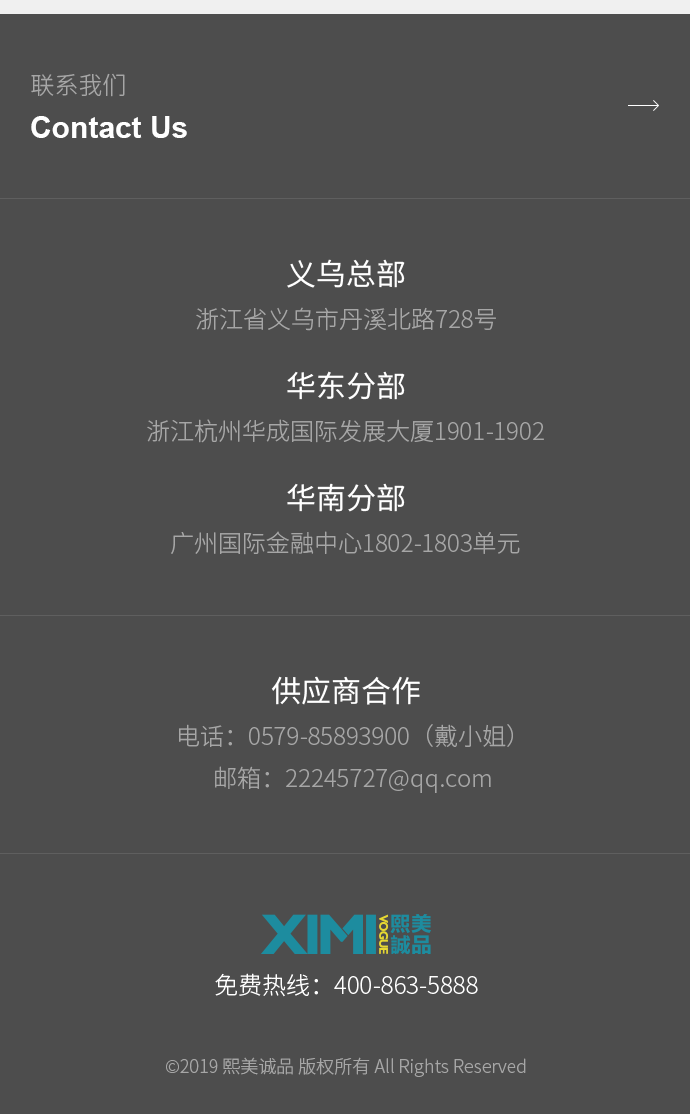 联系我们
Contact Us
义乌总部
浙江省义乌市丹溪北路728号
华东分部
浙江杭州华成国际发展大厦1901-1902
华南分部
广州国际金融中心1802-1803单元
供应商合作
电话：0579-85893900（戴小姐）
邮箱：22245727@qq.com
XIMI VOGUE 熙美誠品
免费热线：400-863-5888
©2019 熙美诚品 版权所有 All Rights Reserved